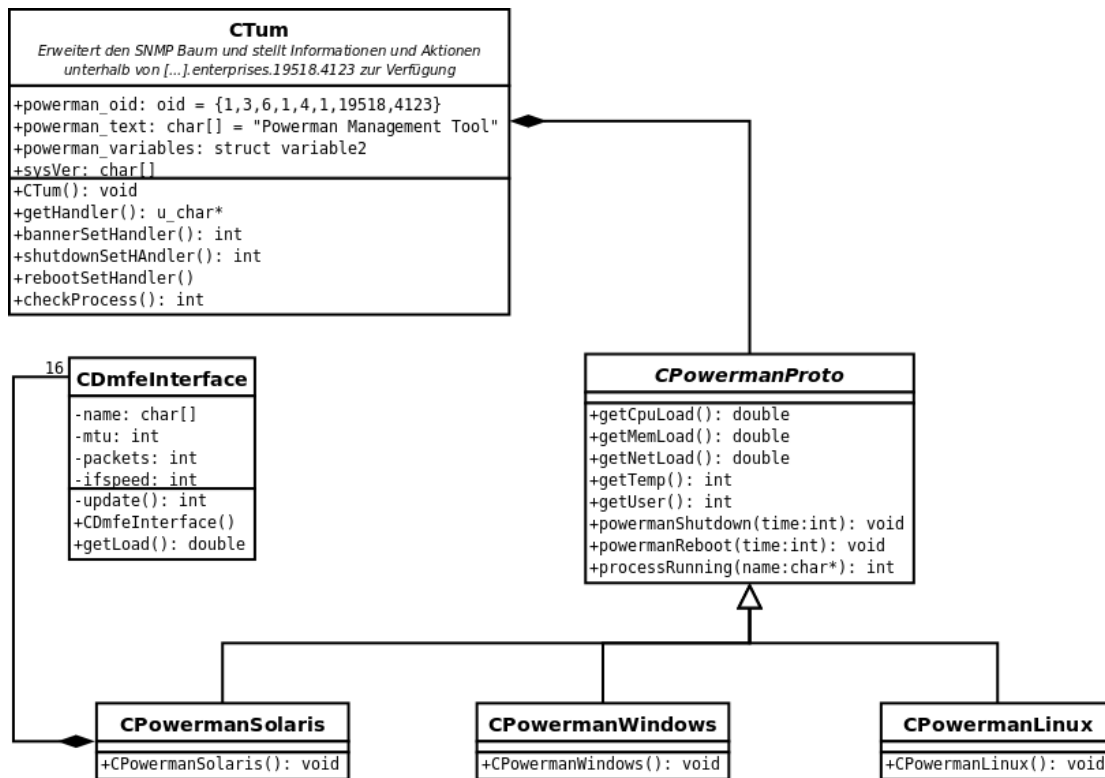 CTum
Erweitert den SNMP Baum und stellt Informationen und Aktionen
unterhalb von [...].enterprises.19518.4123 zur Verfügung
+powerman_oid: oid = {1,3,6,1,4,1,19518,4123}
+powerman_text: char[] = "Powerman Management Tool"
+powerman_variables: struct variable2
+sysVer: char[]
+CTum(): void
+getHandler(): u_char*
+bannerSetHandler(): int
+shutdownSetHAndler(): int
+rebootSetHandler()
+checkProcess(): int
16
CDmfeInterface
-name: char[]
-mtu: int
-packets: int
-ifspeed: int
-update(): int
+CDmfeInterface()
+getLoad(): double
CPowermanProto
+getCpuLoad(): double
+getMemLoad(): double
+getNetLoad(): double
+getTemp(): int
+getUser(): int
+powermanShutdown(time:int): void
+powermanReboot(time:int): void
+processRunning(name:char*): int
CPowermanSolaris
+CPowermanSolaris(): void
CPowermanWindows
+CPowermanWindows(): void
CPowermanLinux
+CPowermanLinux(): void